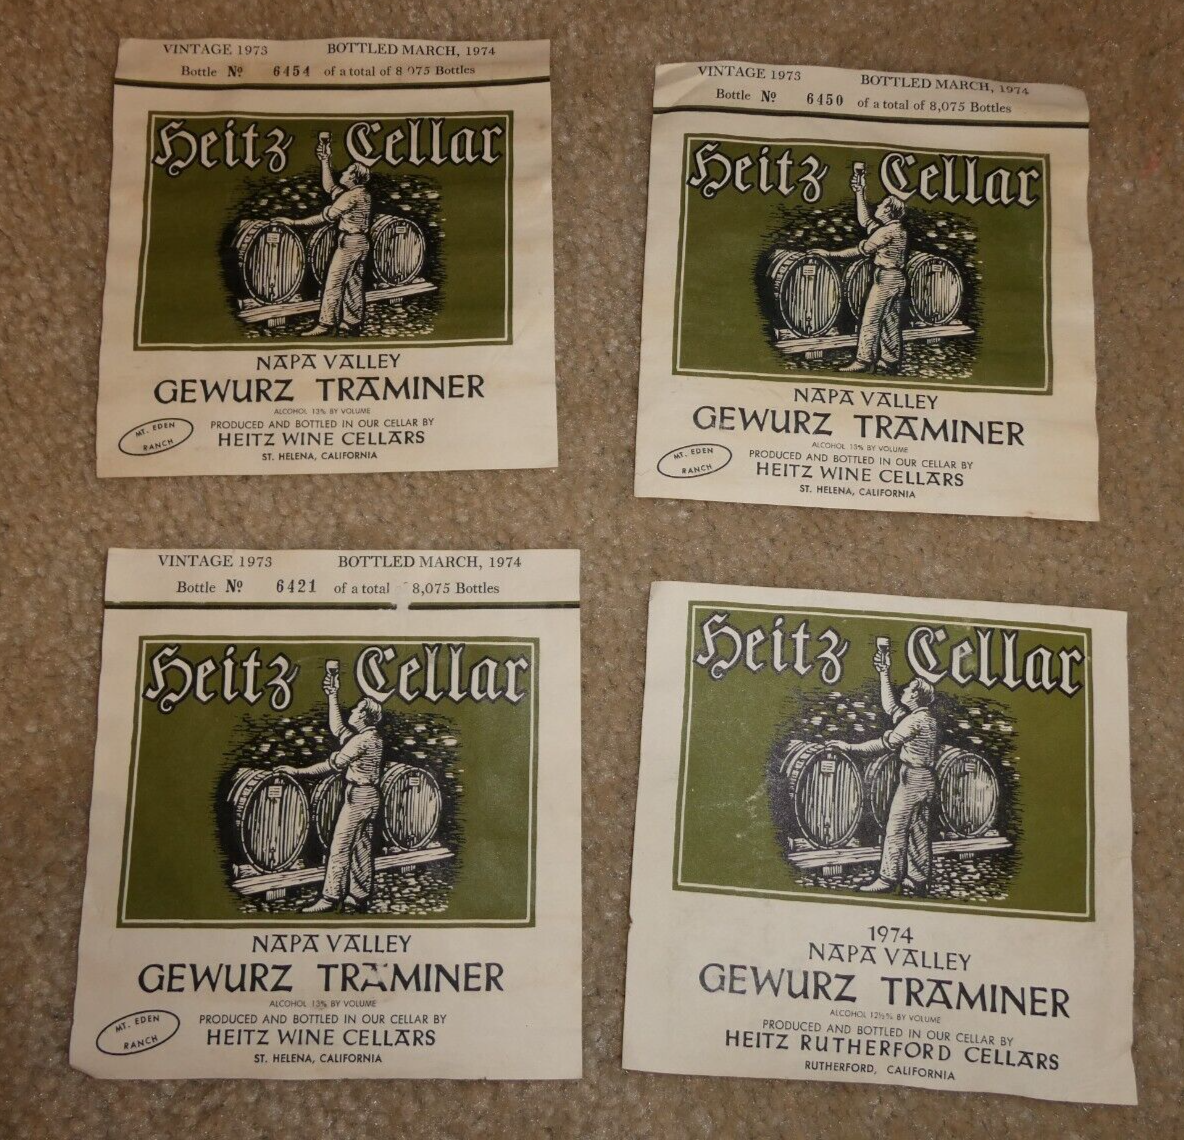 VINTAGE 1973 BOTTLED MARCH, 1974
Bottle Nº 6454 of a total of 8 075 Bottles
Heitz Cellar
NAPA VALLEY
GEWURZ TRAMINER
ALCOHOL 13% BY VOLUME
PRODUCED AND BOTTLED IN OUR CELLAR BY
HEITZ WINE CELLARS
ST. HELENA, CALIFORNIA
MT. EDEN
RANCH
VINTAGE 1973 BOTTLED MARCH, 1974
Bottle Nº 6450 of a total of 8,075 Bottles
Heitz Cellar
NAPA VALLEY
GEWURZ TRAMINER
ALCOHOL 13% BY VOLUME
PRODUCED AND BOTTLED IN OUR CELLAR BY
HEITZ WINE CELLARS
ST. HELENA, CALIFORNIA
MT. EDEN
RANCH
VINTAGE 1973 BOTTLED MARCH, 1974
Bottle Nº 6421 of a total 8,075 Bottles
Heitz Cellar
NAPA VALLEY
GEWURZ TRAMINER
ALCOHOL 13% BY VOLUME
PRODUCED AND BOTTLED IN OUR CELLAR BY
HEITZ WINE CELLARS
ST. HELENA, CALIFORNIA
MT. EDEN
RANCH
Heitz Cellar
1974
NAPA VALLEY
GEWURZ TRAMINER
ALCOHOL 12½% BY VOLUME
PRODUCED AND BOTTLED IN OUR CELLAR BY
HEITZ RUTHERFORD CELLARS
RUTHERFORD, CALIFORNIA